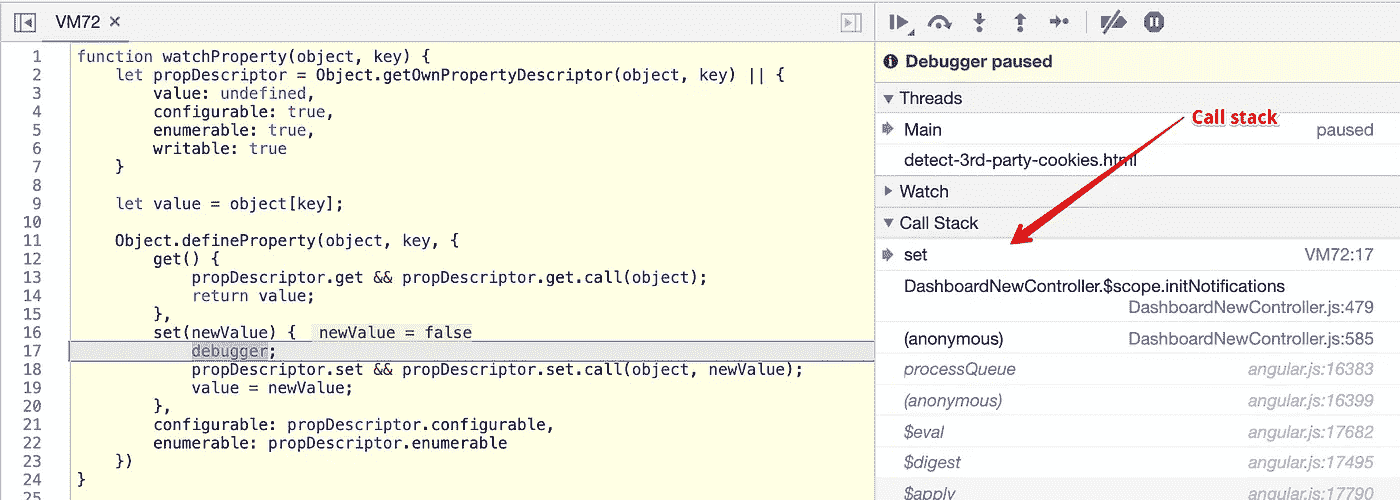 VM72 ×
1 function watchProperty(object, key) {
2 let propDescriptor = Object.getOwnPropertyDescriptor(object, key) || {
3 value: undefined,
4 configurable: true,
5 enumerable: true,
6 writable: true
7 }
8
9 let value = object[key];
10
11 Object.defineProperty(object, key, {
12 get() {
13 propDescriptor.get && propDescriptor.get.call(object);
14 return value;
15 },
16 set(newValue) { newValue = false
17 debugger;
18 propDescriptor.set && propDescriptor.set.call(object, newValue);
19 value = newValue;
20 },
21 configurable: propDescriptor.configurable,
22 enumerable: propDescriptor.enumerable
23 })
24 }
25
Debugger paused
Threads
Call stack
Main paused
detect-3rd-party-cookies.html
Watch
Call Stack
set VM72:17
DashboardNewController.$scope.initNotifications
DashboardNewController.js:479
(anonymous) DashboardNewController.js:585
processQueue angular.js:16383
(anonymous) angular.js:16399
$eval angular.js:17682
$digest angular.js:17495
$apply angular.js:17790